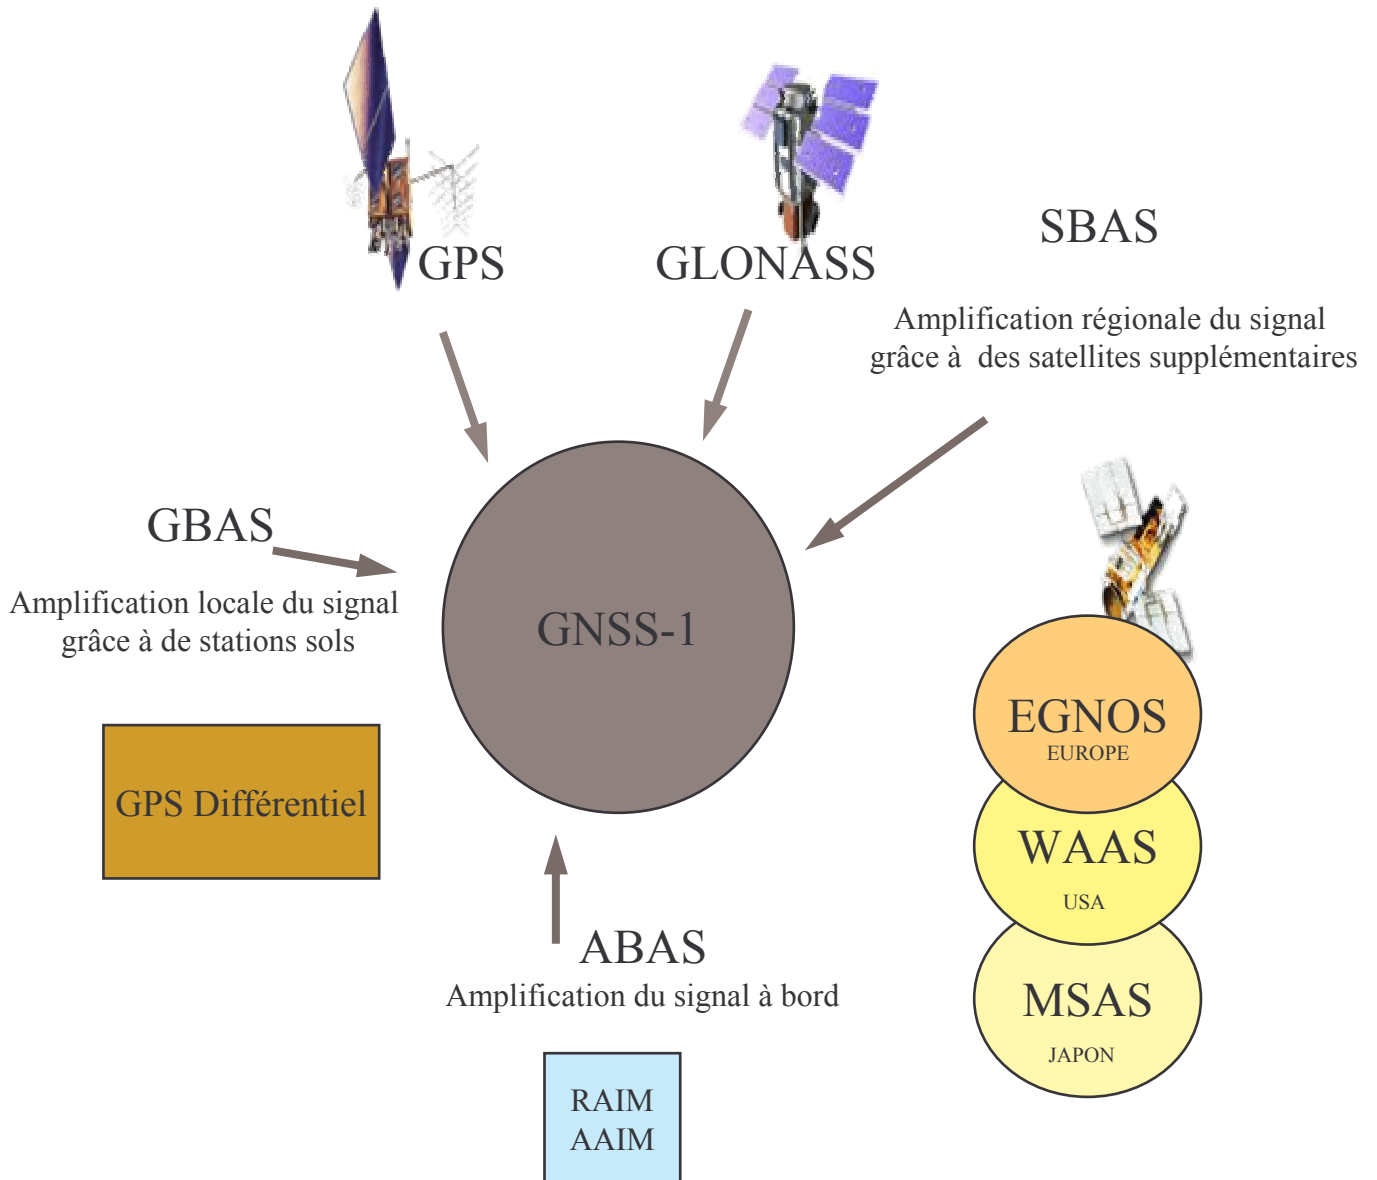 GPS
GLONASS
SBAS
Amplification régionale du signal
grâce à des satellites supplémentaires
GBAS
Amplification locale du signal
grâce à de stations sols
GNSS-1
GPS Différentiel
EGNOS
EUROPE
WAAS
USA
MSAS
JAPON
ABAS
Amplification du signal à bord
RAIM
AAIM